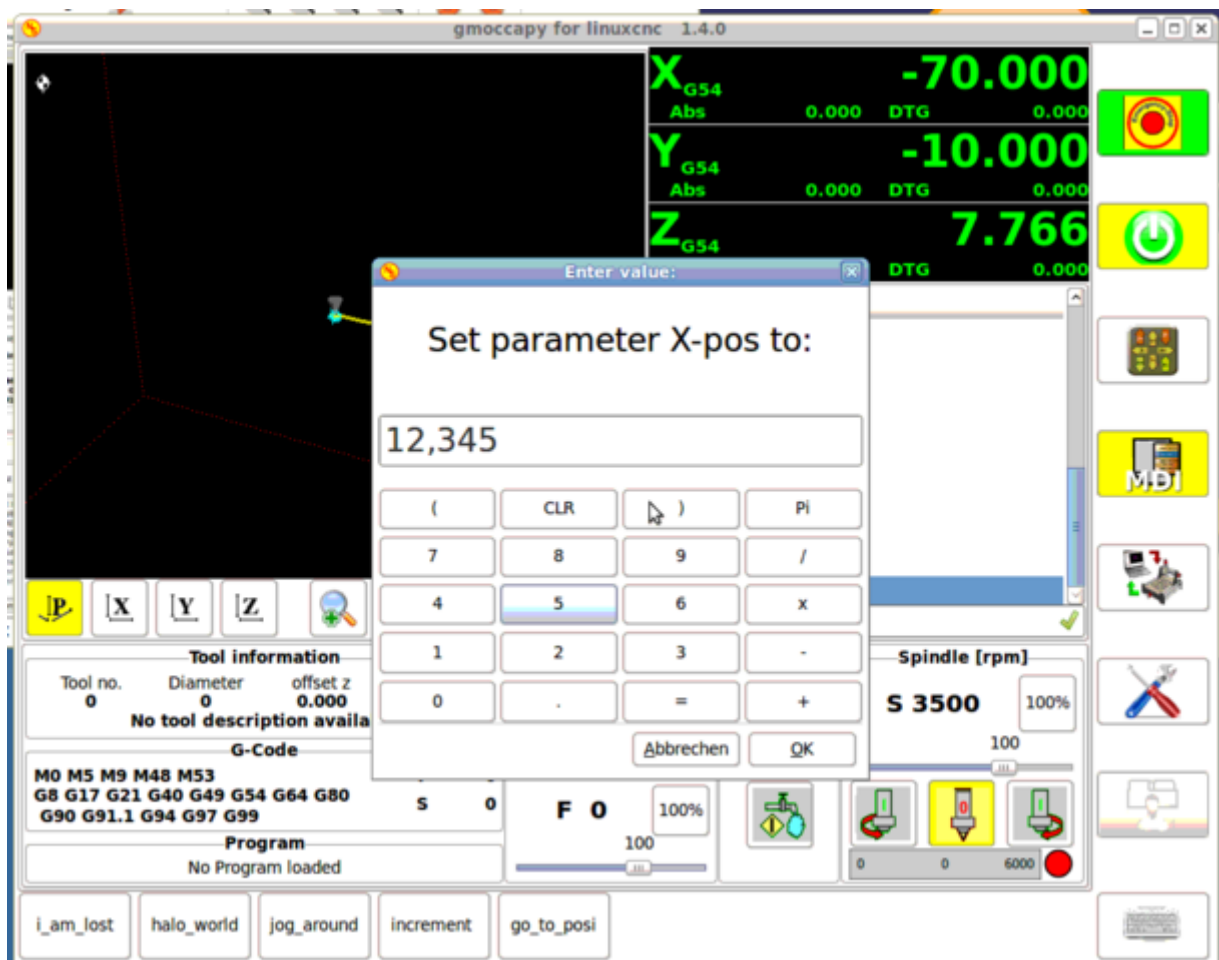 gmoccapy for linuxcnc 1.4.0
X G54 -70.000
Abs 0.000 DTG 0.000
Y G54 -10.000
Abs 0.000 DTG 0.000
Z G54 7.766
DTG 0.000
Enter value:
Set parameter X-pos to:
12,345
( CLR ) Pi
7 8 9 /
4 5 6 x
1 2 3 -
0 . = +
Abbrechen OK
MDI
P X Y Z
Tool information
Tool no. Diameter offset z
0 0 0.000
No tool description availa
G-Code
M0 M5 M9 M48 M53
G8 G17 G21 G40 G49 G54 G64 G80
G90 G91.1 G94 G97 G99
Program
No Program loaded
S 0
F 0 100%
100
Spindle [rpm]
S 3500 100%
100
0 0 6000
i_am_lost halo_world jog_around increment go_to_posi